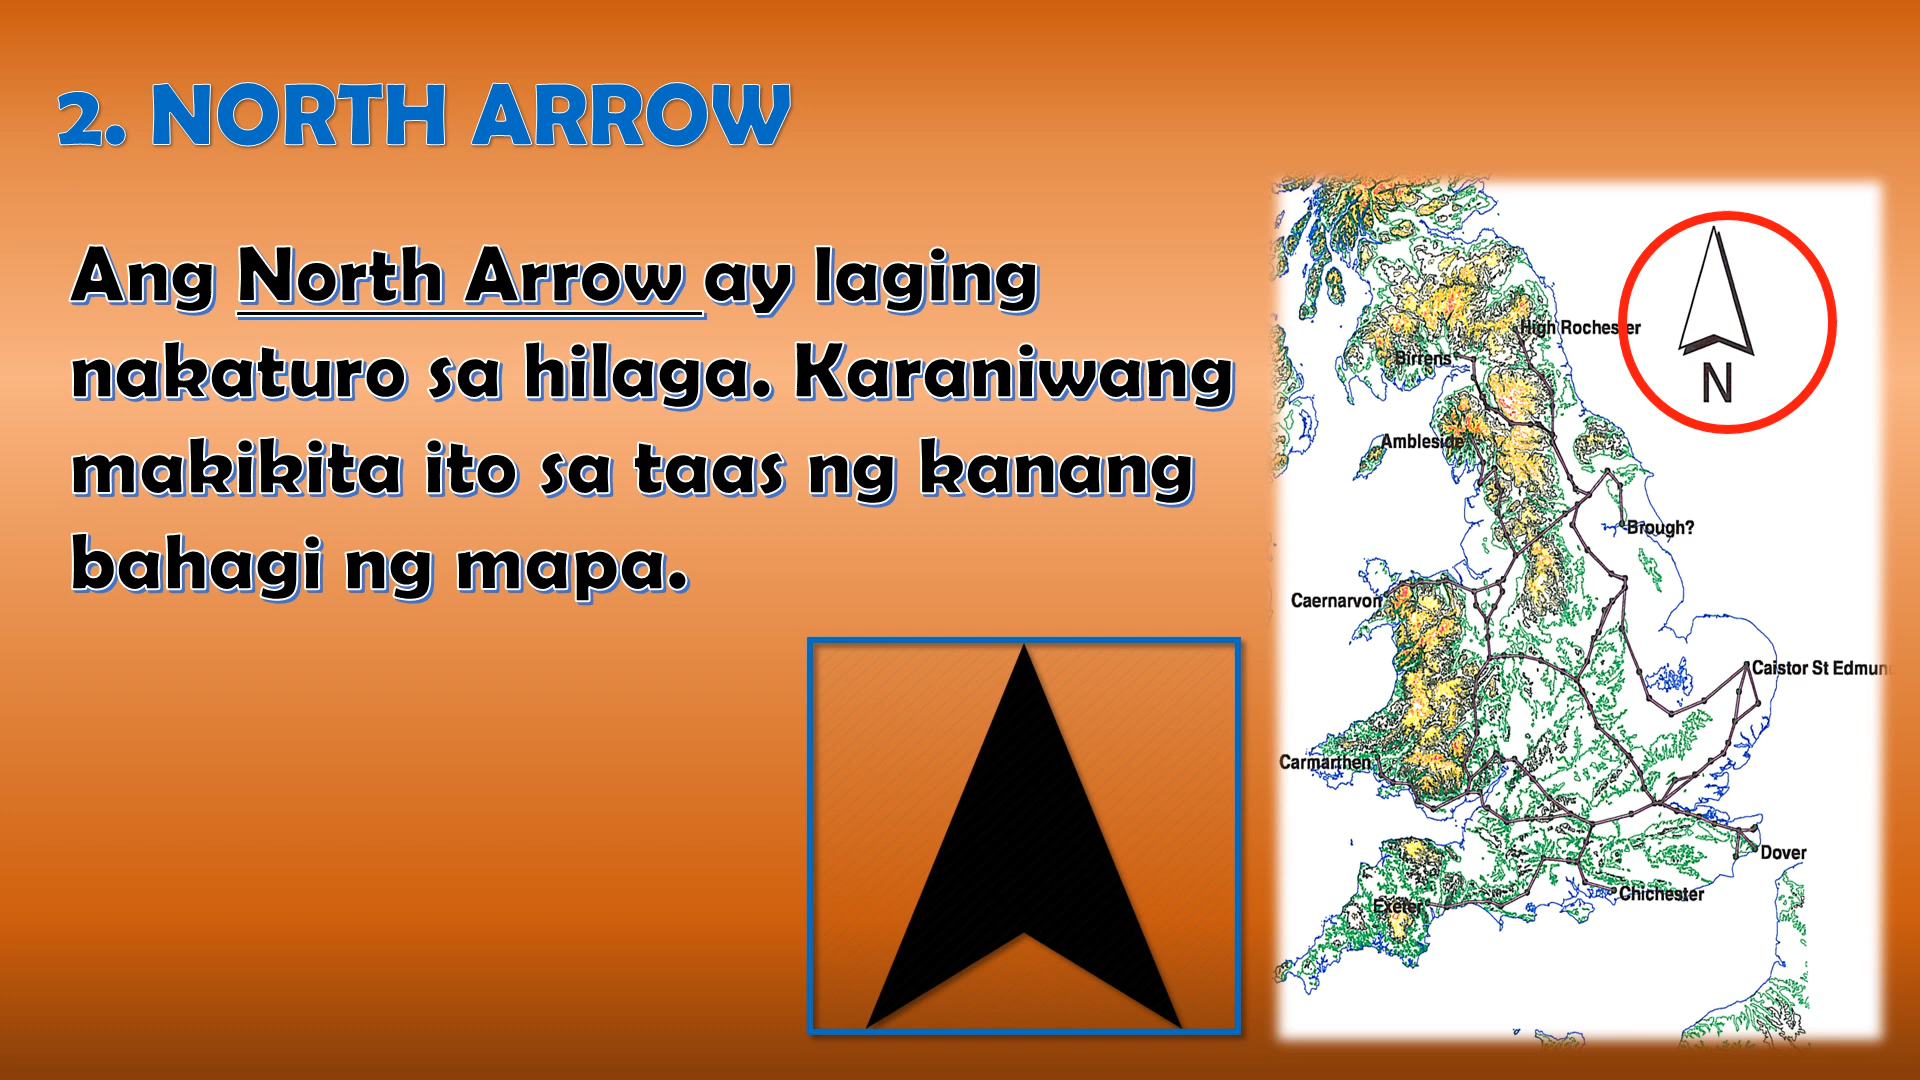 2. NORTH ARROW
Ang North Arrow ay laging
nakaturo sa hilaga. Karaniwang
makikita ito sa taas ng kanang
bahagi ng mapa.
N
High Rochester
Birrens
Ambleside
Brough?
Caernarvon
Caistor St Edmun
Carmarthen
Dover
Chichester
Exeter